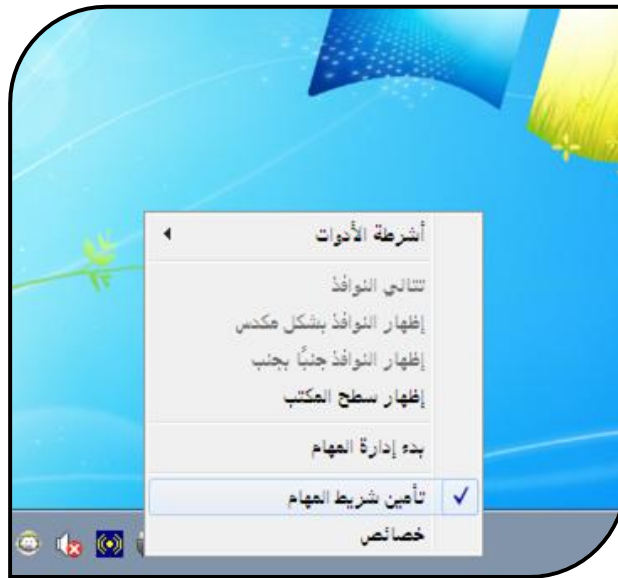 أشرطة الأدوات
تتالي النوافذ
إظهار النوافذ بشكل مكدس
إظهار النوافذ جنبًا بجنب
إظهار سطح المكتب
بدء إدارة المهام
تأمين شريط المهام
خصائص